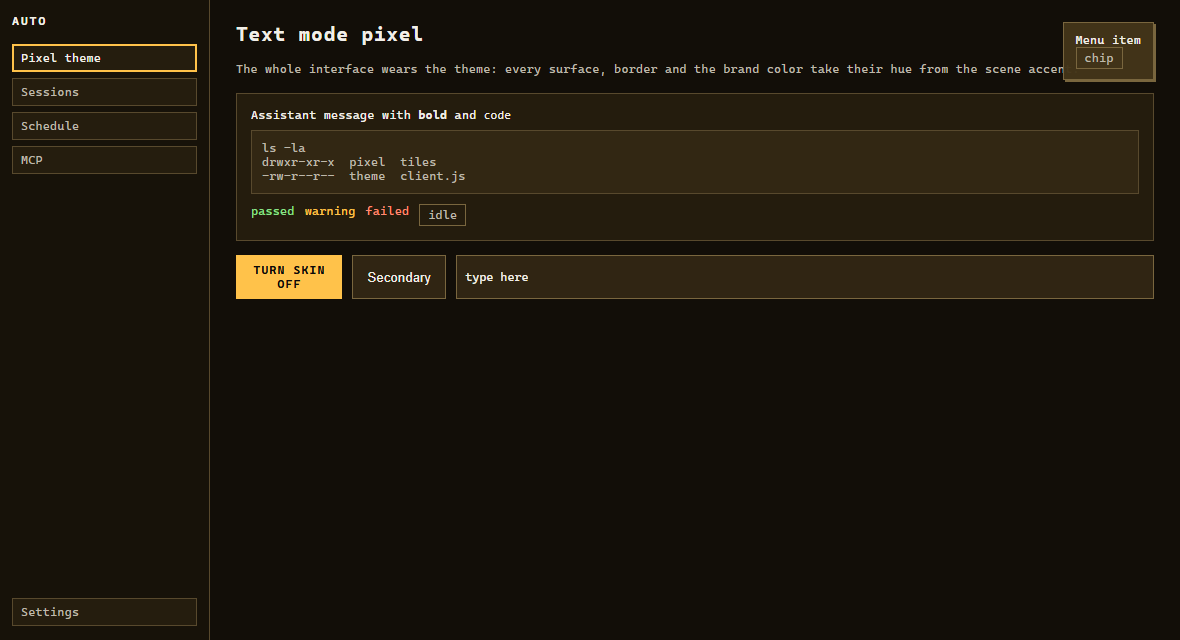 AUTO
Pixel theme
Sessions
Schedule
MCP
Settings
Text mode pixel
The whole interface wears the theme: every surface, border and the brand color take their hue from the scene
Menu item
chip
Assistant message with bold and code
ls -la
drwxr-xr-x  pixel  tiles
-rw-r--r--  theme  client.js
passed warning failed idle
TURN SKIN
OFF
Secondary
type here